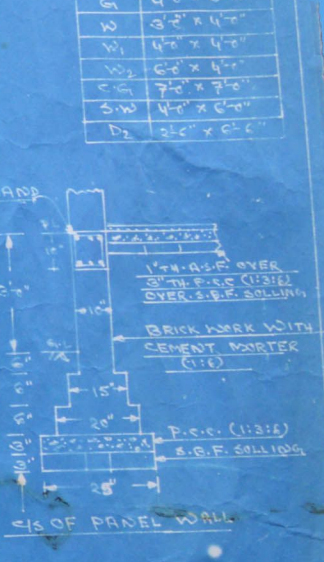 G
W 3'-0" x 4'-0"
W1 4'-0" x 4'-0"
W2 6'-0" x 4'-0"
C.G 7'-0" x 7'-0"
S.W 4'-0" x 6'-0"
D2 2'-6" x 6'-6"
AND
10"
1" TH. A.S.F. OVER
3" TH. P.C.C (1:3:6)
OVER. S.B.F. SOLLING
10"
BRICK WORK WITH
CEMENT MORTER
(1:6)
G.L
6"
6"
15"
6"
20"
P.C.C. (1:3:6)
3"
S.B.F. SOLLING
3"
C/S OF PANEL WALL